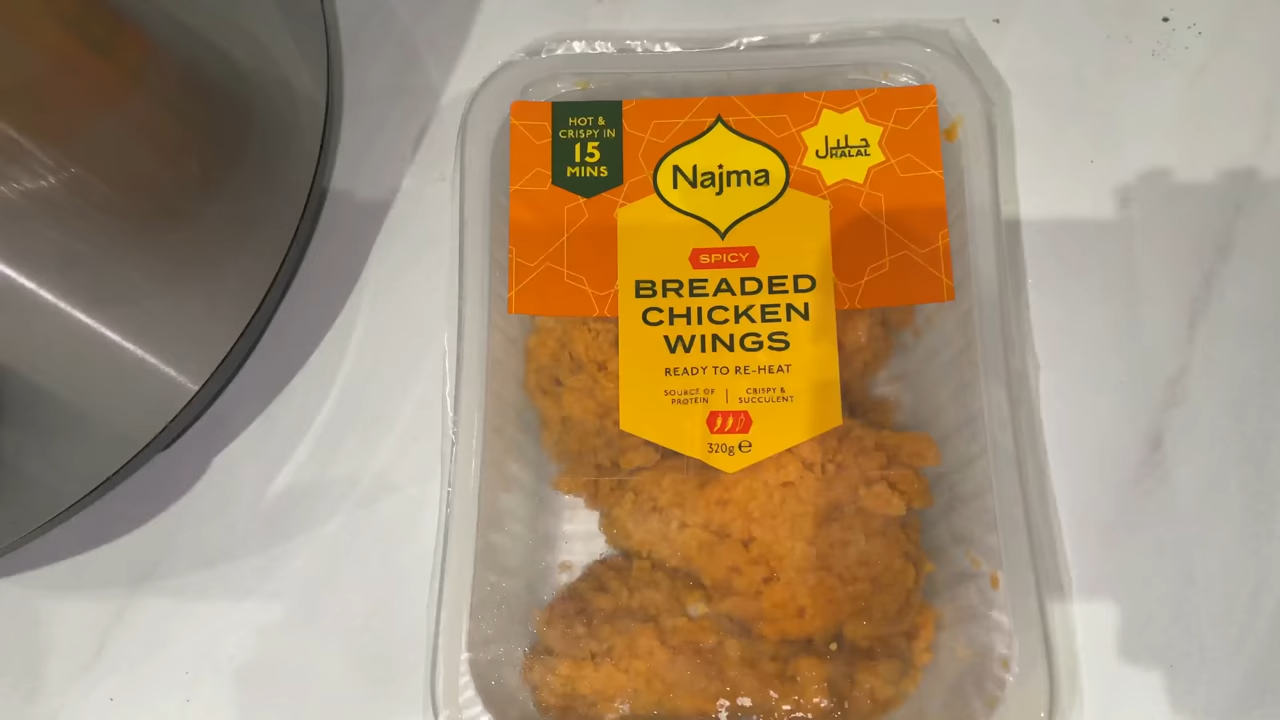 HOT &
CRISPY IN
15
MINS
Najma
حلال
HALAL
SPICY
BREADED
CHICKEN
WINGS
READY TO RE-HEAT
SOURCE OF
PROTEIN
CRISPY &
SUCCULENT
320g e